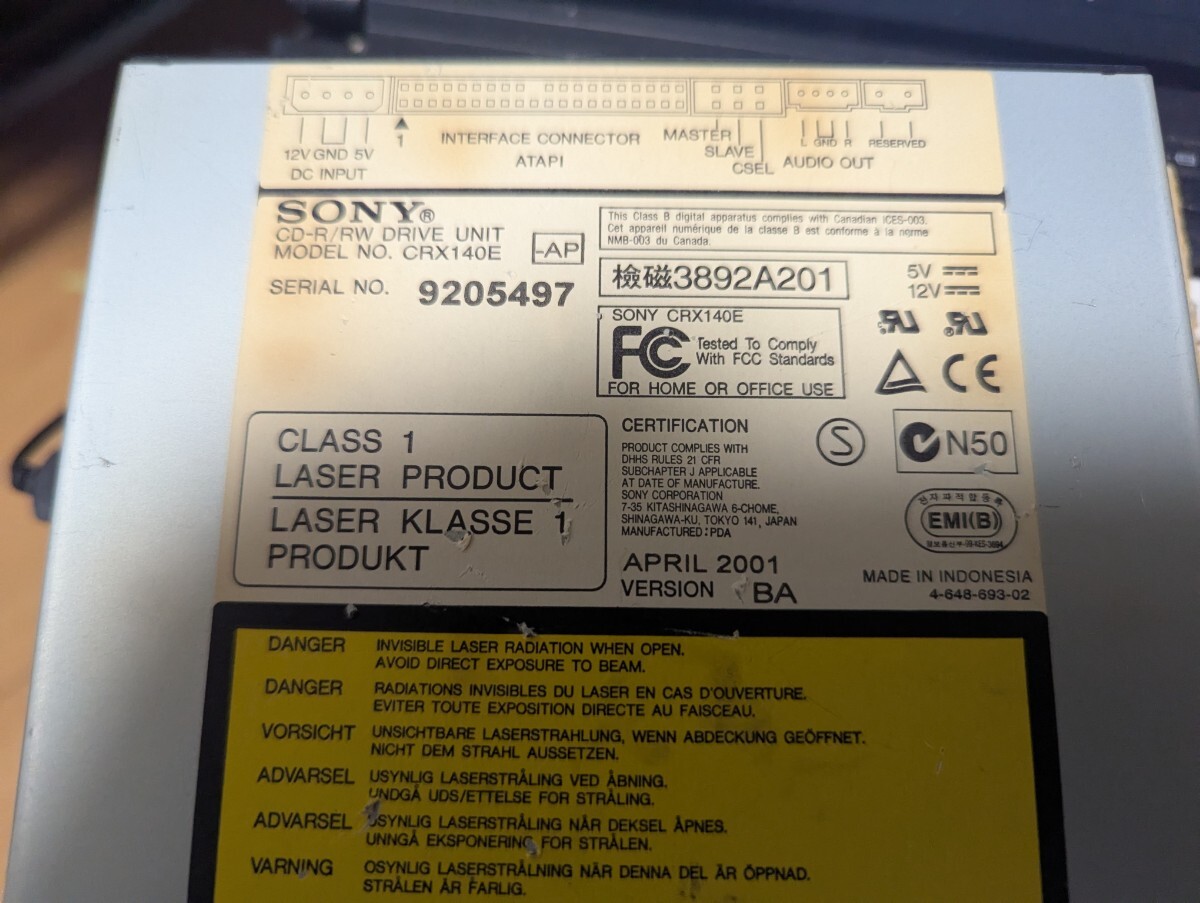 12V GND 5V
DC INPUT
1
INTERFACE CONNECTOR
ATAPI
MASTER
SLAVE
CSEL
L GND R
AUDIO OUT
RESERVED
SONY®
CD-R/RW DRIVE UNIT
MODEL NO. CRX140E
-AP
SERIAL NO. 9205497
This Class B digital apparatus complies with Canadian ICES-003.
Cet appareil numérique de la classe B est conforme à la norme
NMB-003 du Canada.
檢磁3892A201
5V
12V
SONY CRX140E
FC Tested To Comply
With FCC Standards
FOR HOME OR OFFICE USE
CE
CLASS 1
LASER PRODUCT
LASER KLASSE 1
PRODUKT
CERTIFICATION
PRODUCT COMPLIES WITH
DHHS RULES 21 CFR
SUBCHAPTER J APPLICABLE
AT DATE OF MANUFACTURE.
SONY CORPORATION
7-35 KITASHINAGAWA 6-CHOME,
SHINAGAWA-KU, TOKYO 141, JAPAN
MANUFACTURED:PDA
S
N50
전자파적합등록
EMI(B)
APRIL 2001
VERSION BA
MADE IN INDONESIA
4-648-693-02
DANGER INVISIBLE LASER RADIATION WHEN OPEN.
AVOID DIRECT EXPOSURE TO BEAM.
DANGER RADIATIONS INVISIBLES DU LASER EN CAS D'OUVERTURE.
EVITER TOUTE EXPOSITION DIRECTE AU FAISCEAU.
VORSICHT UNSICHTBARE LASERSTRAHLUNG, WENN ABDECKUNG GEÖFFNET.
NICHT DEM STRAHL AUSSETZEN.
ADVARSEL USYNLIG LASERSTRÅLING VED ÅBNING.
UNDGÅ UDS/ETTELSE FOR STRÅLING.
ADVARSEL USYNLIG LASERSTRÅLING NÅR DEKSEL ÅPNES.
UNNGÅ EKSPONERING FOR STRÅLEN.
VARNING OSYNLIG LASERSTRÅLNING NÄR DENNA DEL ÄR ÖPPNAD.
STRÅLEN ÄR FARLIG.